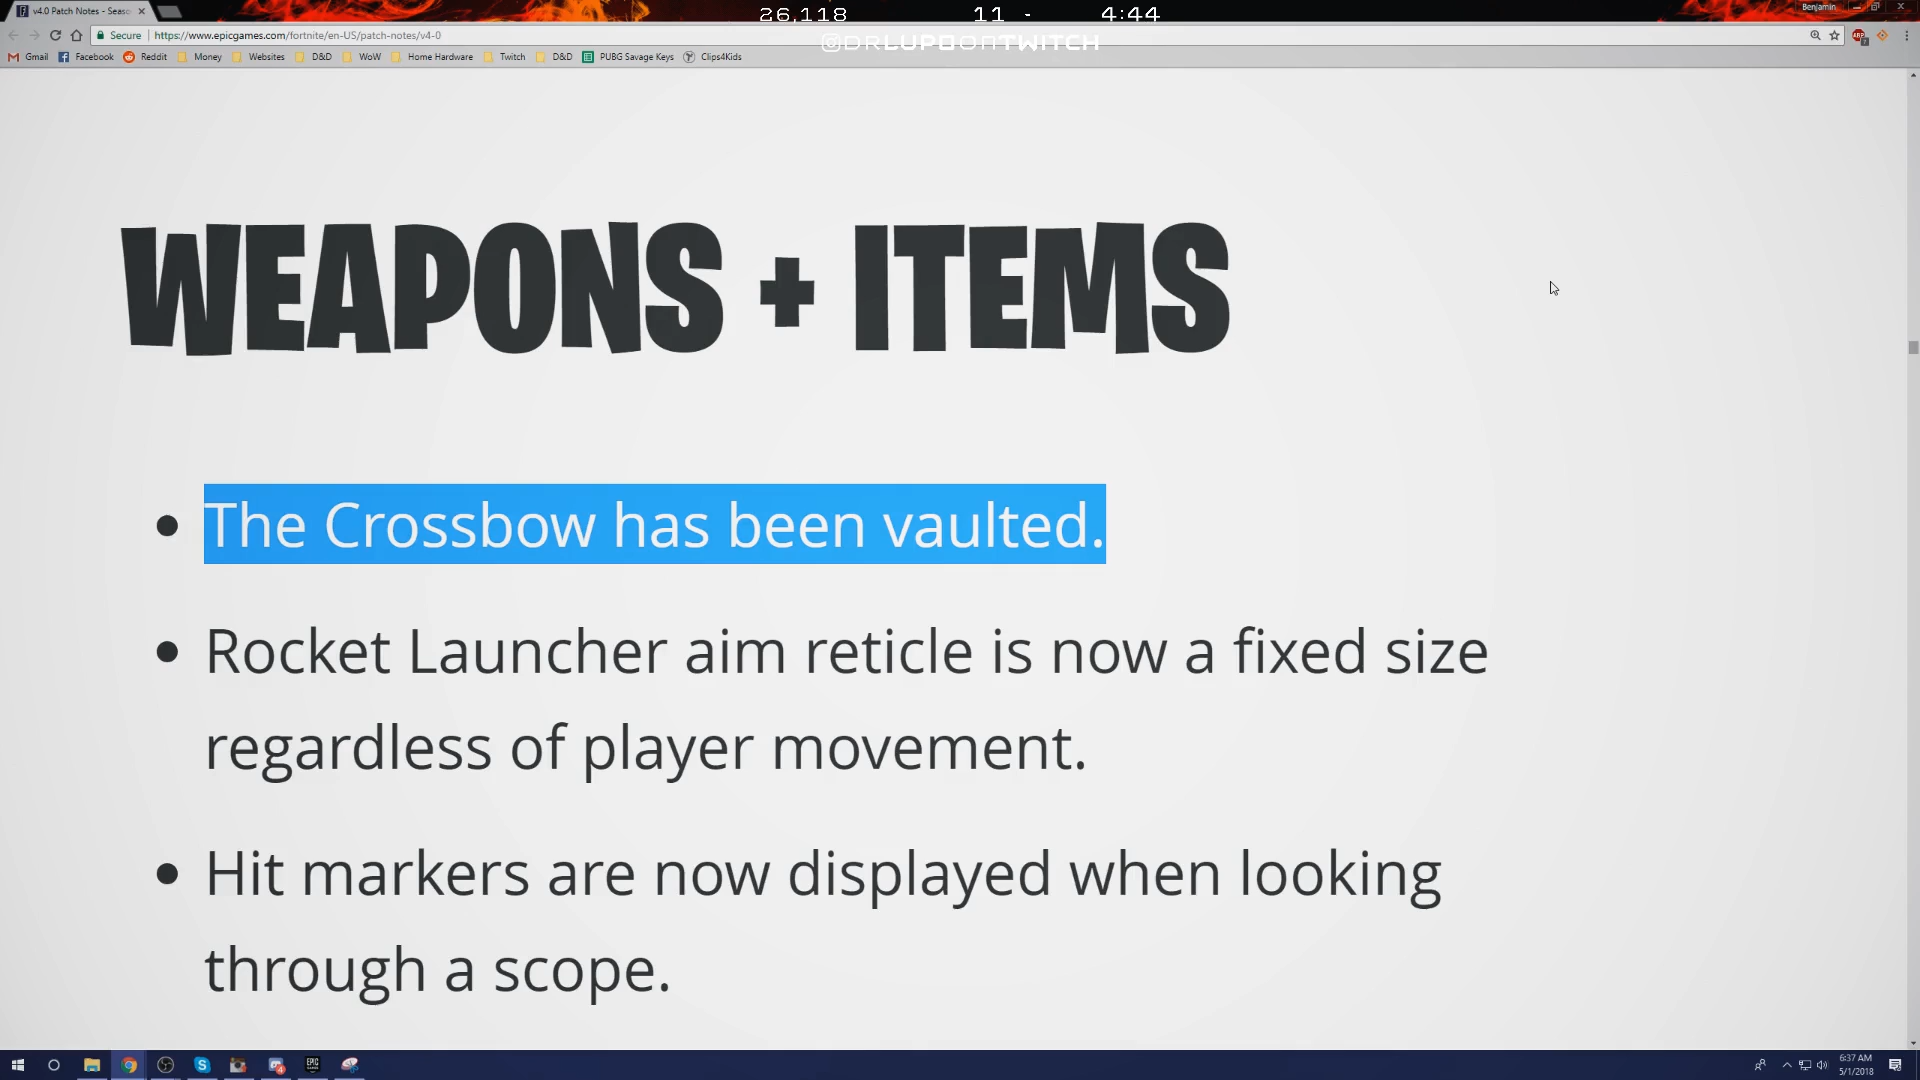 v4.0 Patch Notes - Seaso
26,118 11 - 4:44
Benjamin
Secure https://www.epicgames.com/fortnite/en-US/patch-notes/v4-0
@DRLUPOONTWITCH
Gmail Facebook Reddit Money Websites D&D WoW Home Hardware Twitch D&D PUBG Savage Keys Clips4Kids
WEAPONS + ITEMS
• The Crossbow has been vaulted.
• Rocket Launcher aim reticle is now a fixed size
regardless of player movement.
• Hit markers are now displayed when looking
through a scope.
6:37 AM
5/1/2018